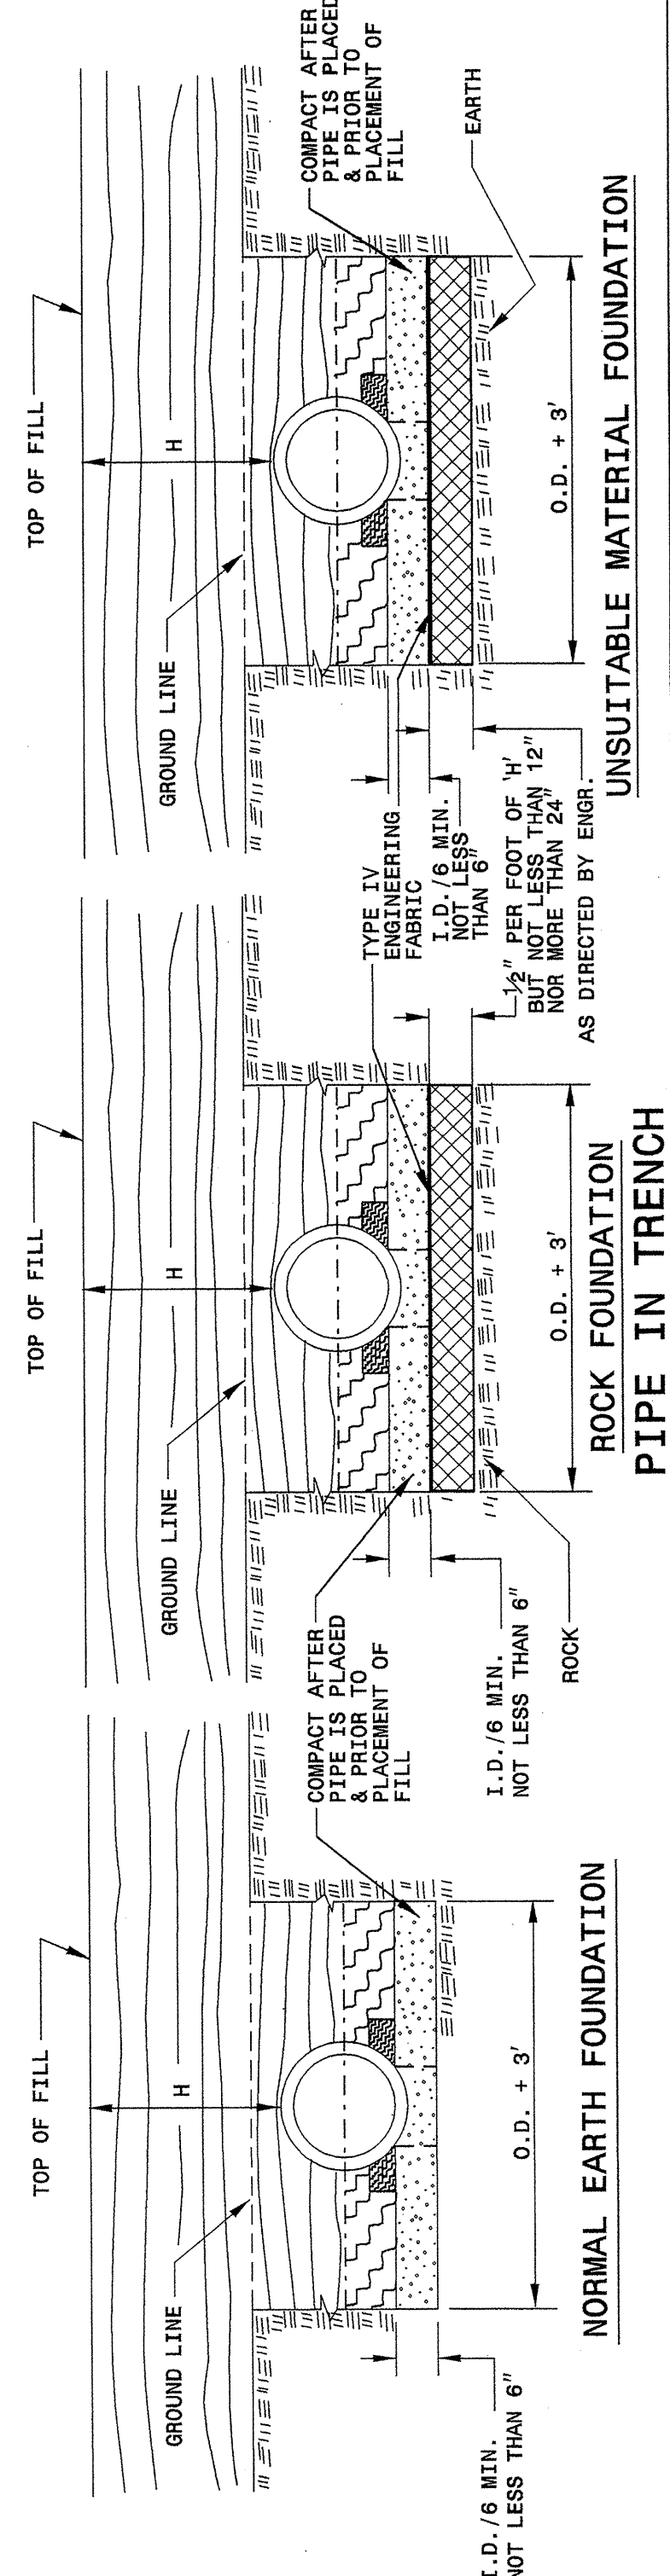 TOP OF FILL
H
GROUND LINE
I.D./6 MIN.
NOT LESS THAN 6"
O.D. + 3'
NORMAL EARTH FOUNDATION
COMPACT AFTER
PIPE IS PLACED
& PRIOR TO
PLACEMENT OF
FILL
TOP OF FILL
H
GROUND LINE
I.D./6 MIN.
NOT LESS THAN 6"
ROCK
O.D. + 3'
ROCK FOUNDATION
PIPE IN TRENCH
TYPE IV
ENGINEERING
FABRIC
I.D./6 MIN.
NOT LESS
THAN 6"
1/2" PER FOOT OF 'H'
BUT NOT LESS THAN 12"
NOR MORE THAN 24"
AS DIRECTED BY ENGR.
TOP OF FILL
H
GROUND LINE
COMPACT AFTER
PIPE IS PLACED
& PRIOR TO
PLACEMENT OF
FILL
EARTH
O.D. + 3'
UNSUITABLE MATERIAL FOUNDATION